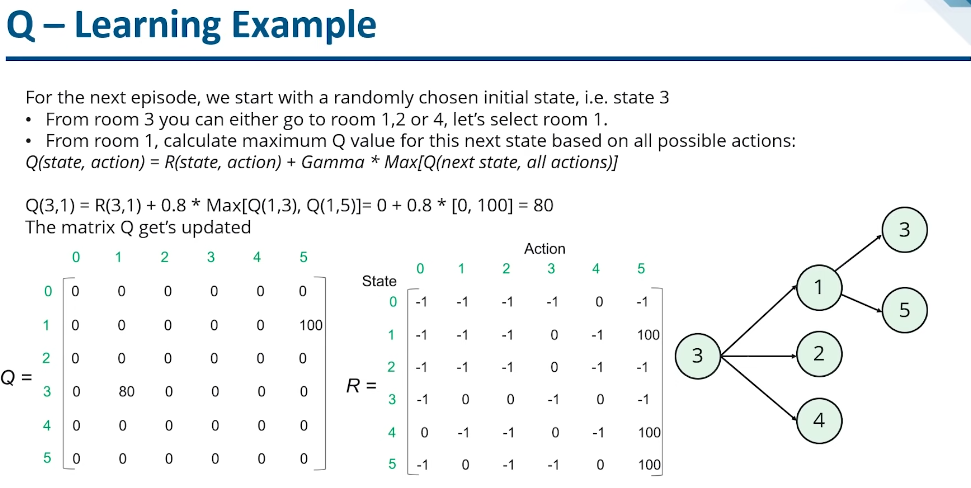 Q – Learning Example
For the next episode, we start with a randomly chosen initial state, i.e. state 3
• From room 3 you can either go to room 1,2 or 4, let's select room 1.
• From room 1, calculate maximum Q value for this next state based on all possible actions:
Q(state, action) = R(state, action) + Gamma * Max[Q(next state, all actions)]
Q(3,1) = R(3,1) + 0.8 * Max[Q(1,3), Q(1,5)]= 0 + 0.8 * [0, 100] = 80
The matrix Q get's updated
0 1 2 3 4 5
0 0 0 0 0 0 0
1 0 0 0 0 0 100
2 0 0 0 0 0 0
Q =
3 0 80 0 0 0 0
4 0 0 0 0 0 0
5 0 0 0 0 0 0
Action
0 1 2 3 4 5
State
0 -1 -1 -1 -1 0 -1
1 -1 -1 -1 0 -1 100
2 -1 -1 -1 0 -1 -1
R =
3 -1 0 0 -1 0 -1
4 0 -1 -1 0 -1 100
5 -1 0 -1 -1 0 100
3
1
5
3
2
4